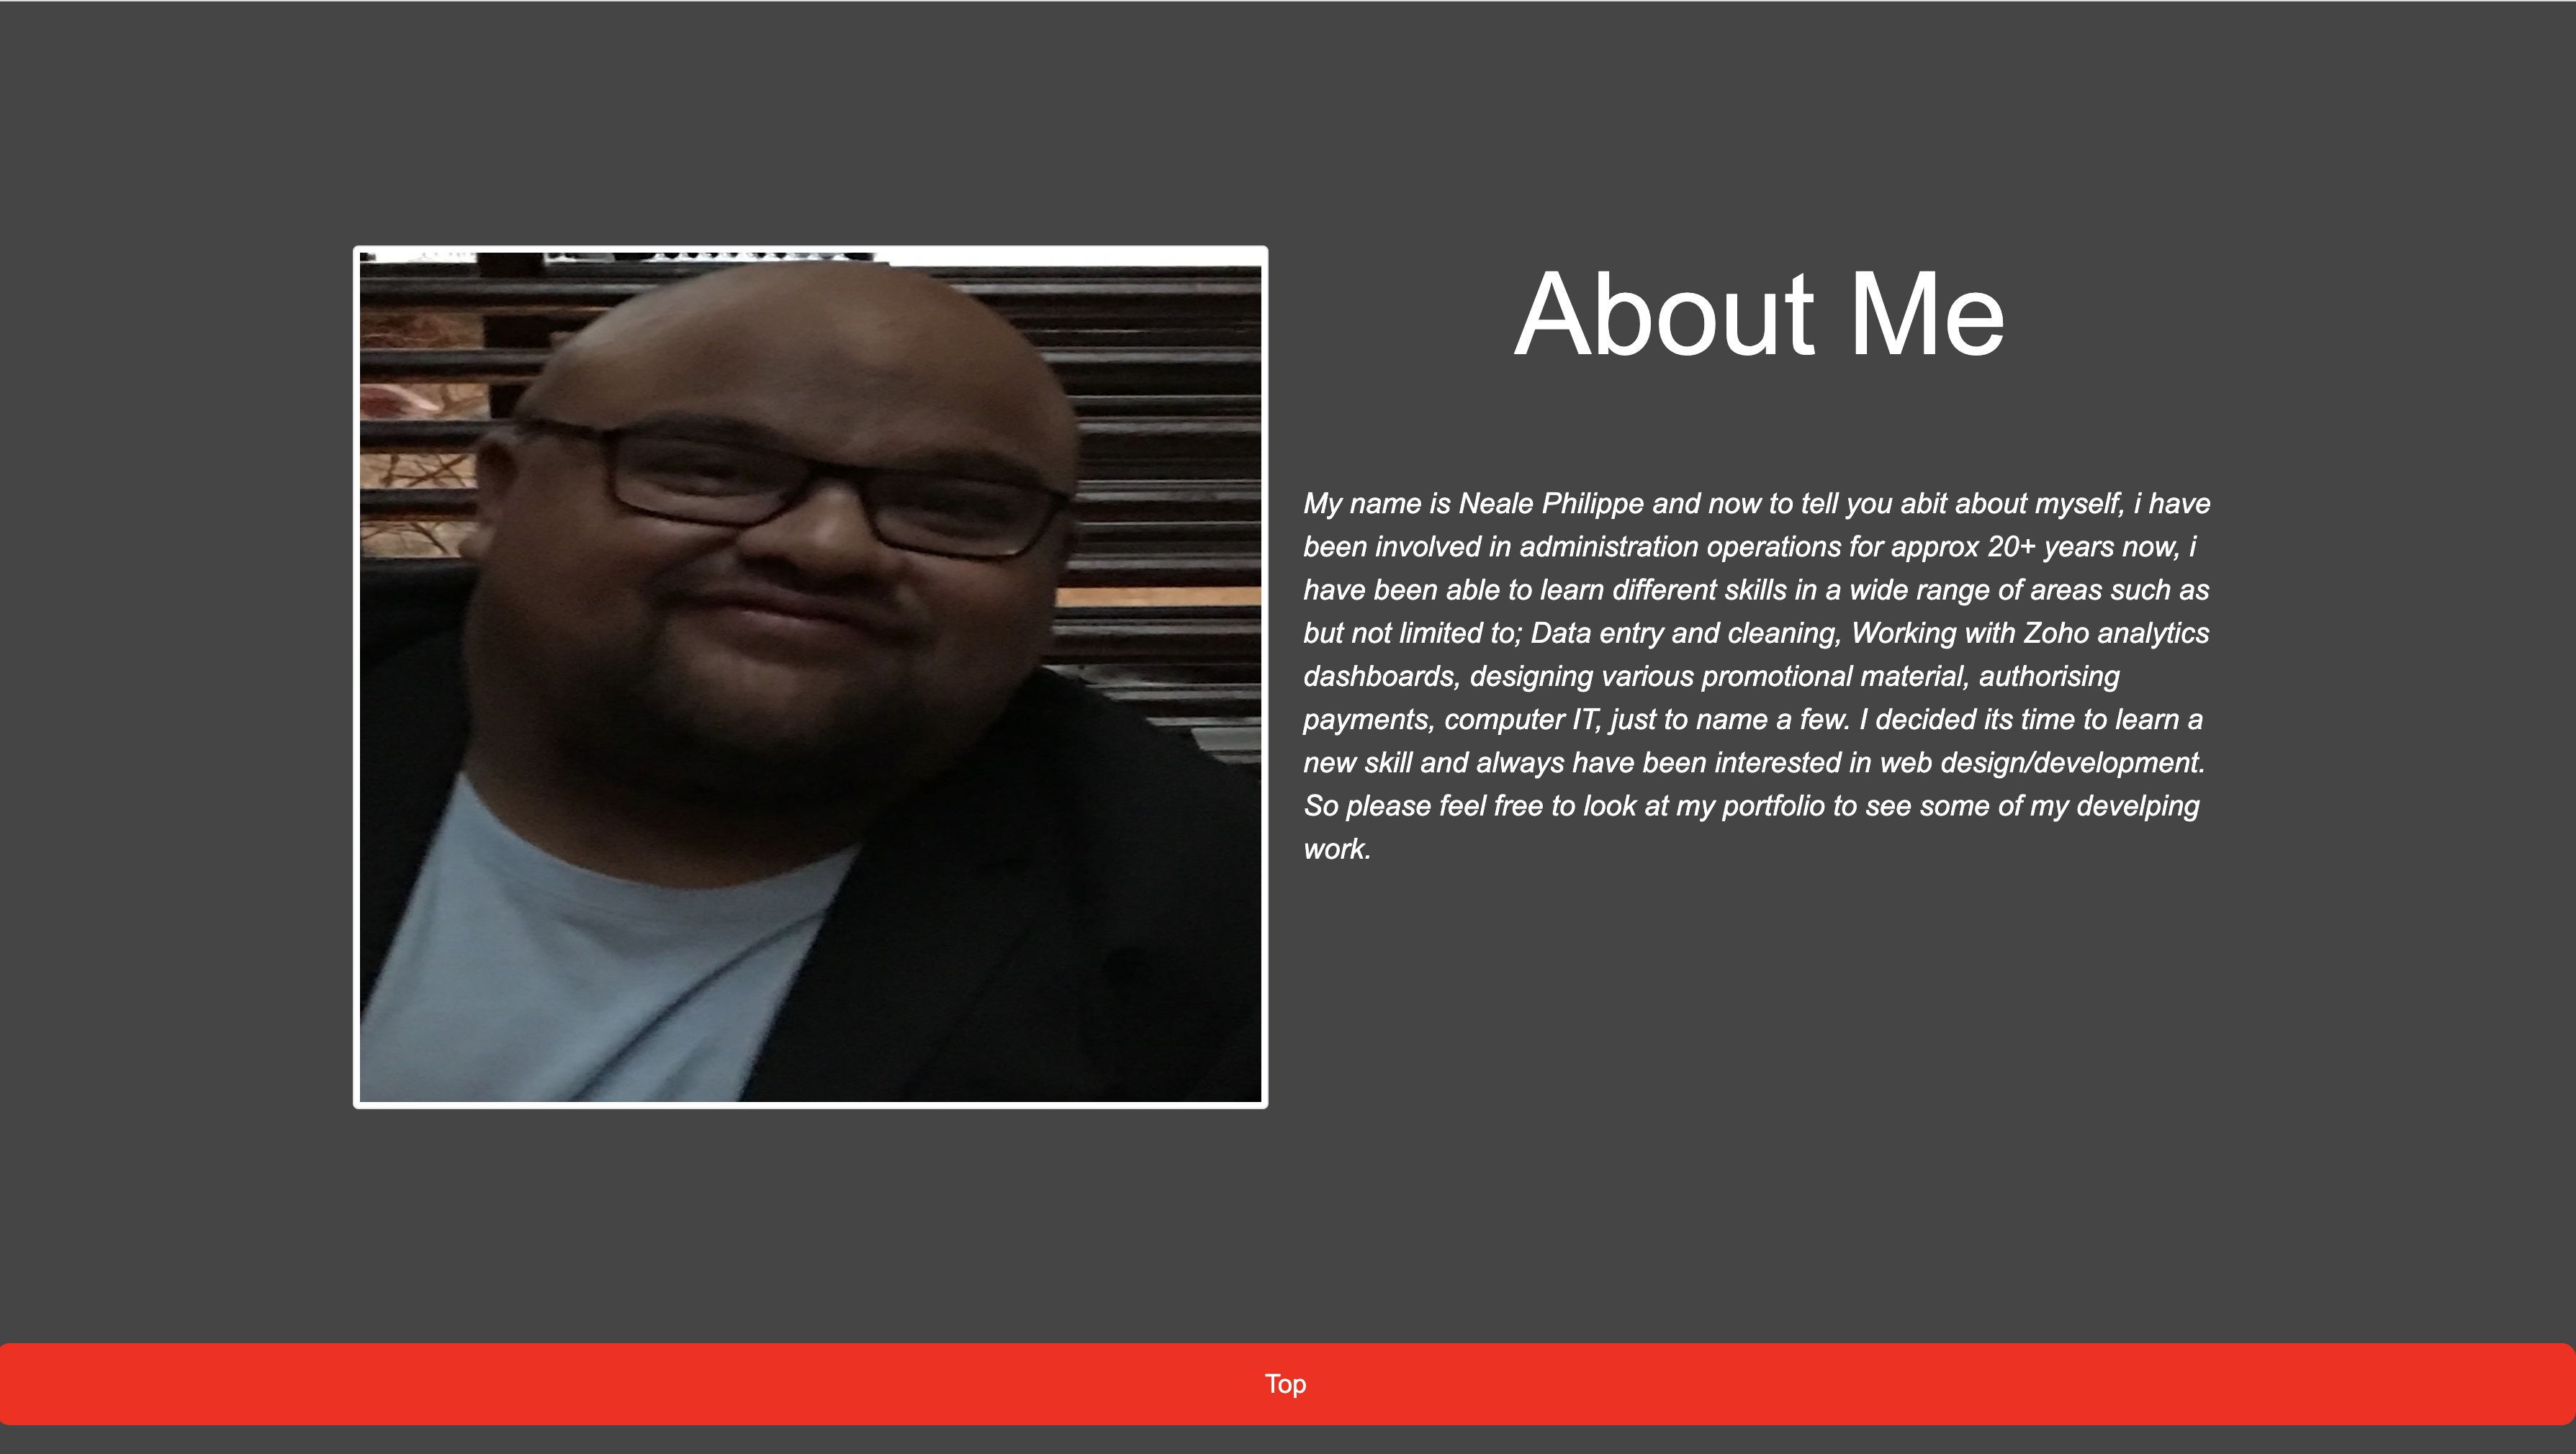 About Me
My name is Neale Philippe and now to tell you abit about myself, i have
been involved in administration operations for approx 20+ years now, i
have been able to learn different skills in a wide range of areas such as
but not limited to; Data entry and cleaning, Working with Zoho analytics
dashboards, designing various promotional material, authorising
payments, computer IT, just to name a few. I decided its time to learn a
new skill and always have been interested in web design/development.
So please feel free to look at my portfolio to see some of my develping
work.
Top